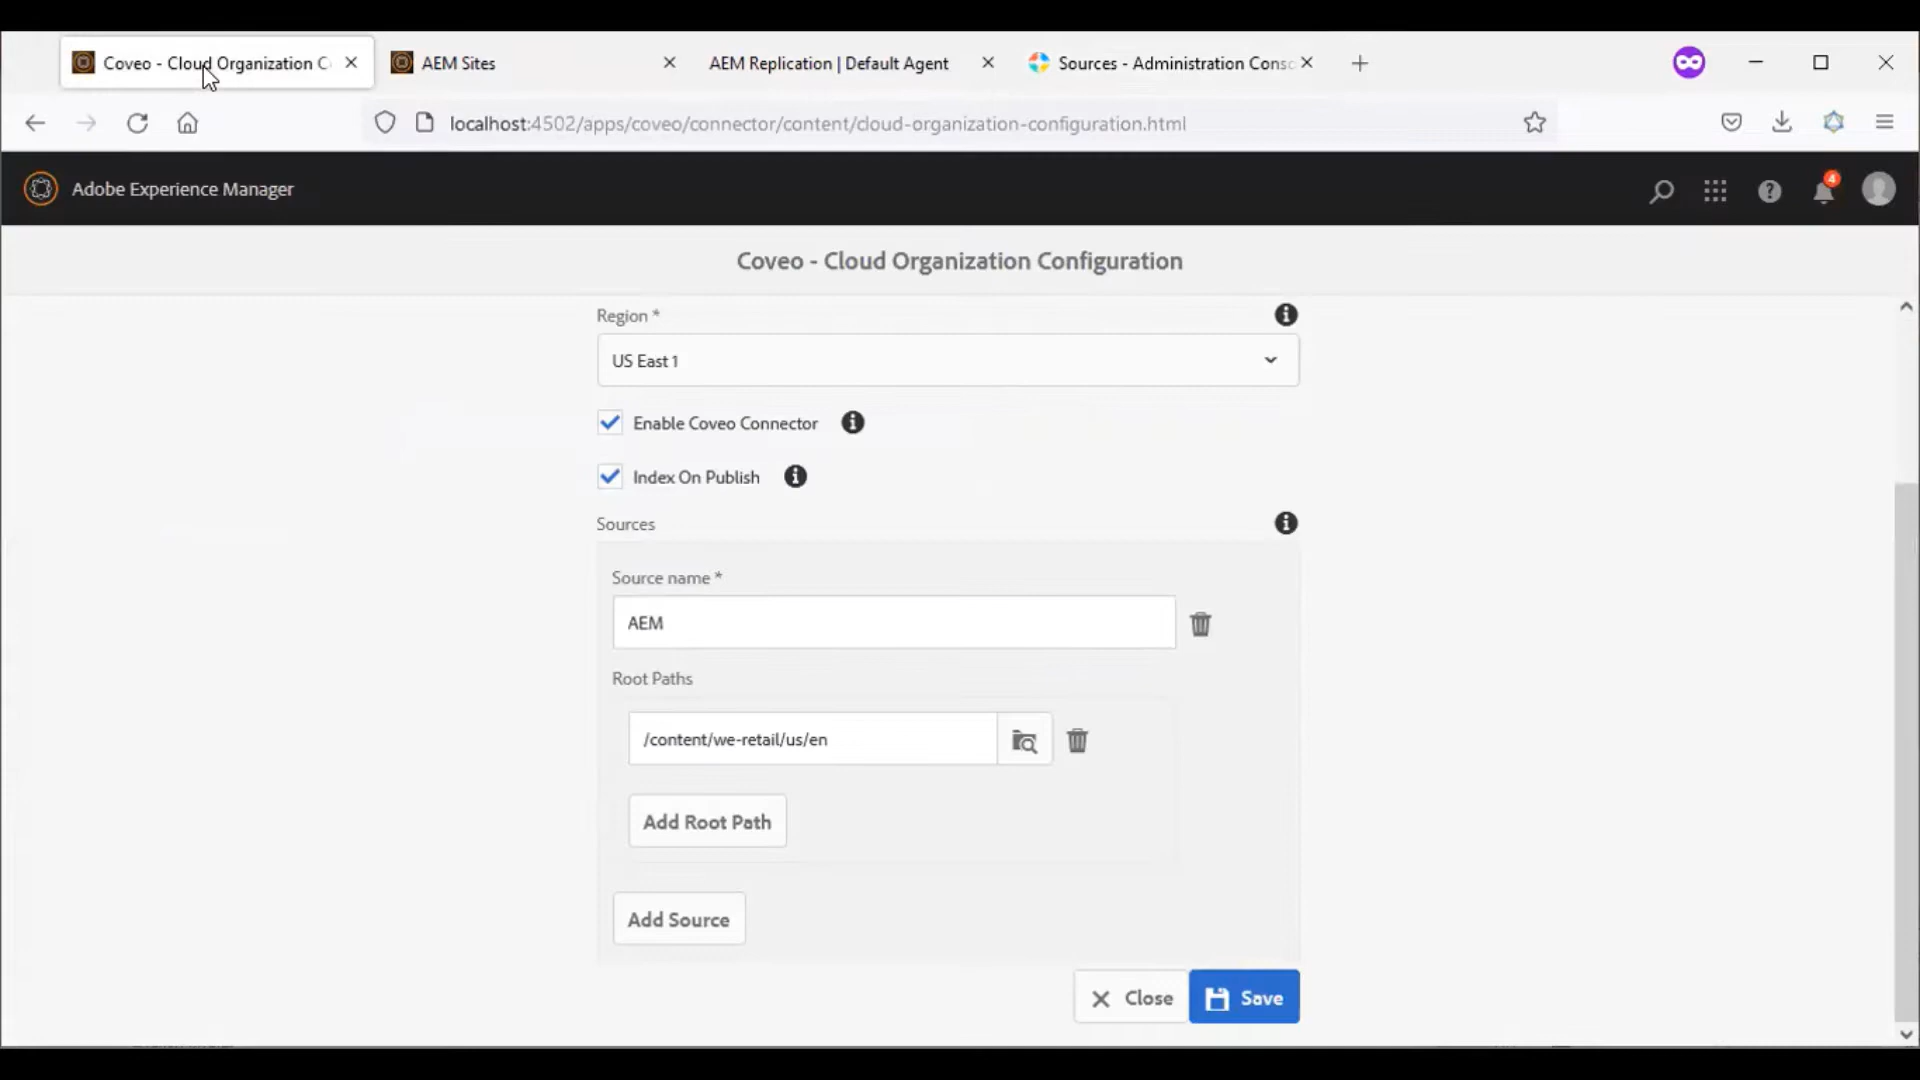 Coveo - Cloud Organization C
AEM Sites
AEM Replication | Default Agent
Sources - Administration Consc
localhost:4502/apps/coveo/connector/content/cloud-organization-configuration.html
Adobe Experience Manager
4
Coveo - Cloud Organization Configuration
Region *
US East 1
Enable Coveo Connector
Index On Publish
Sources
Source name *
AEM
Root Paths
/content/we-retail/us/en
Add Root Path
Add Source
Close
Save